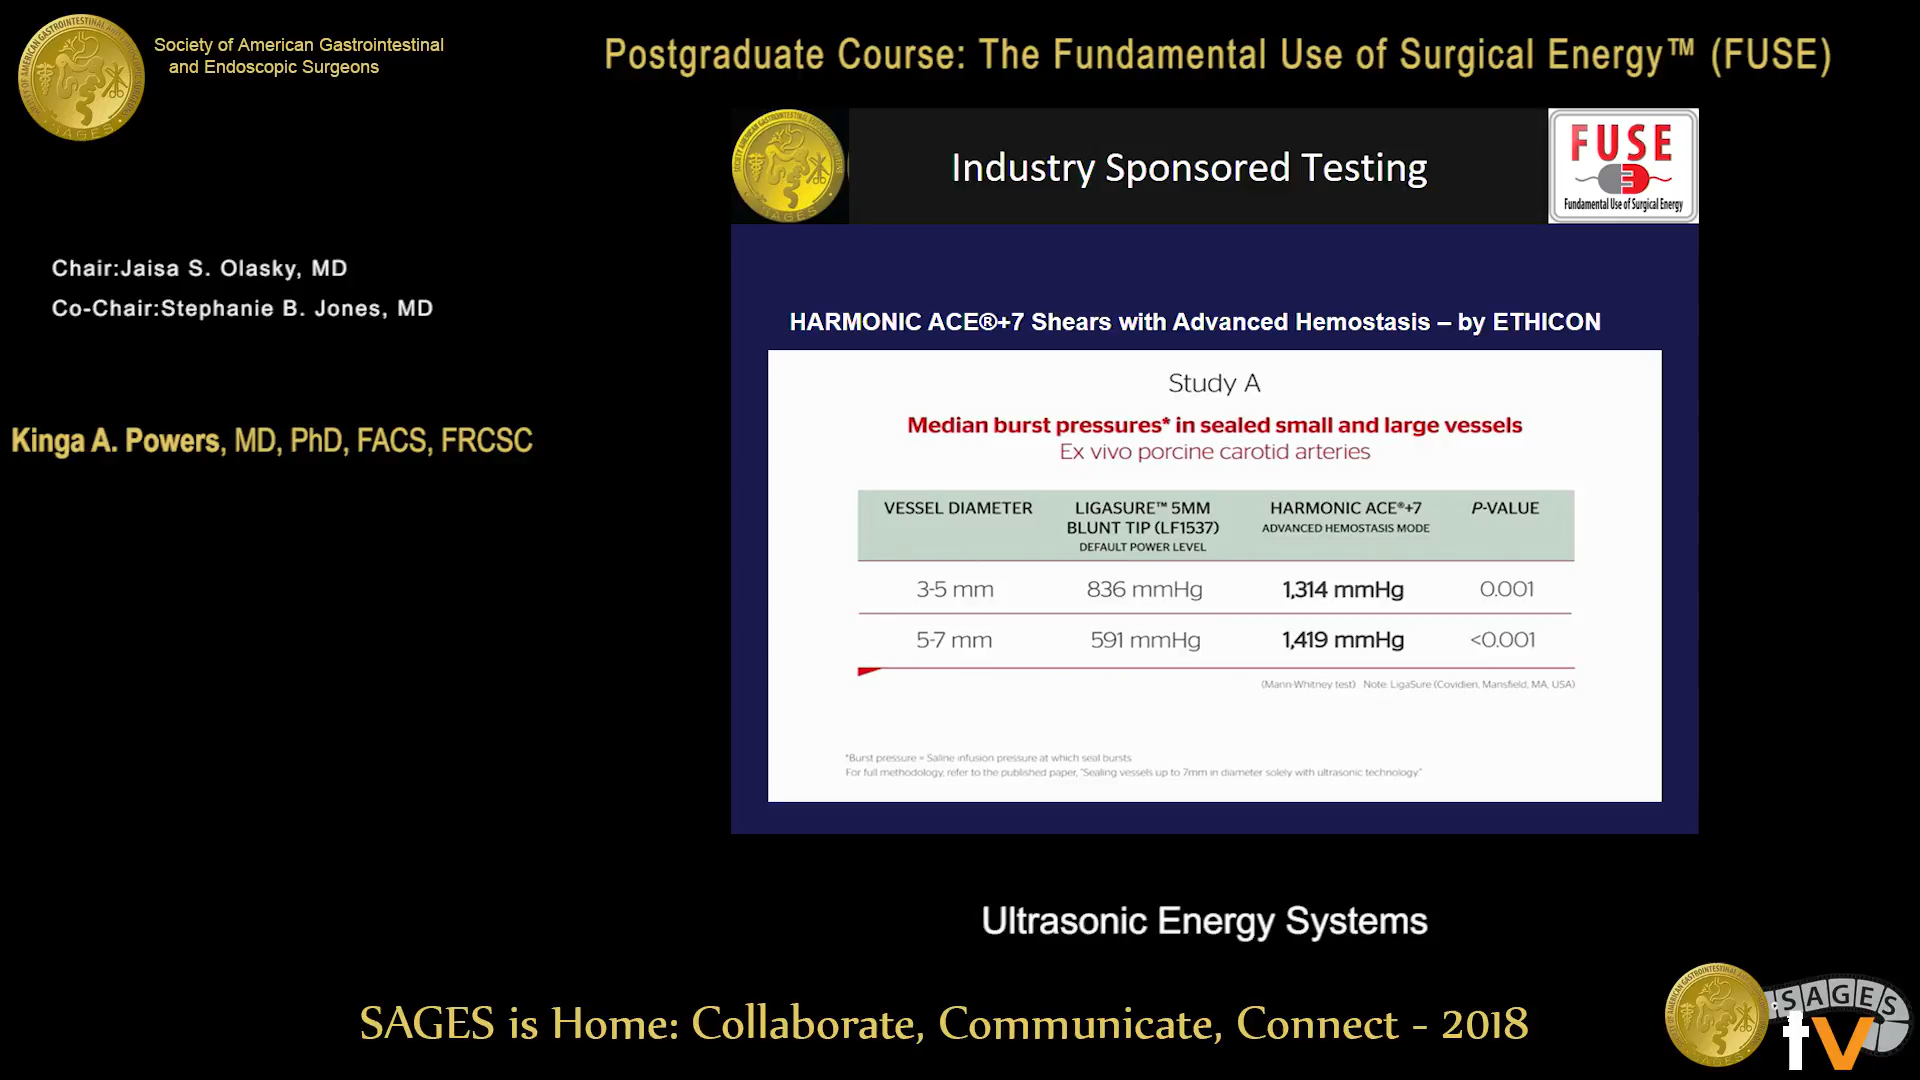 Society of American Gastrointestinal
and Endoscopic Surgeons
Postgraduate Course: The Fundamental Use of Surgical Energy™ (FUSE)
Industry Sponsored Testing
FUSE
Fundamental Use of Surgical Energy
Chair:Jaisa S. Olasky, MD
Co-Chair:Stephanie B. Jones, MD
Kinga A. Powers, MD, PhD, FACS, FRCSC
HARMONIC ACE®+7 Shears with Advanced Hemostasis – by ETHICON
Study A
Median burst pressures* in sealed small and large vessels
Ex vivo porcine carotid arteries
VESSEL DIAMETER LIGASURE™ 5MM BLUNT TIP (LF1537) DEFAULT POWER LEVEL HARMONIC ACE®+7 ADVANCED HEMOSTASIS MODE P-VALUE
3-5 mm 836 mmHg 1,314 mmHg 0.001
5-7 mm 591 mmHg 1,419 mmHg <0.001
(Mann-Whitney test) Note: LigaSure (Covidien, Mansfield, MA, USA)
*Burst pressure = Saline infusion pressure at which seal bursts
For full methodology, refer to the published paper, "Sealing vessels up to 7mm in diameter solely with ultrasonic technology"
Ultrasonic Energy Systems
SAGES is Home: Collaborate, Communicate, Connect - 2018
SAGES
tv